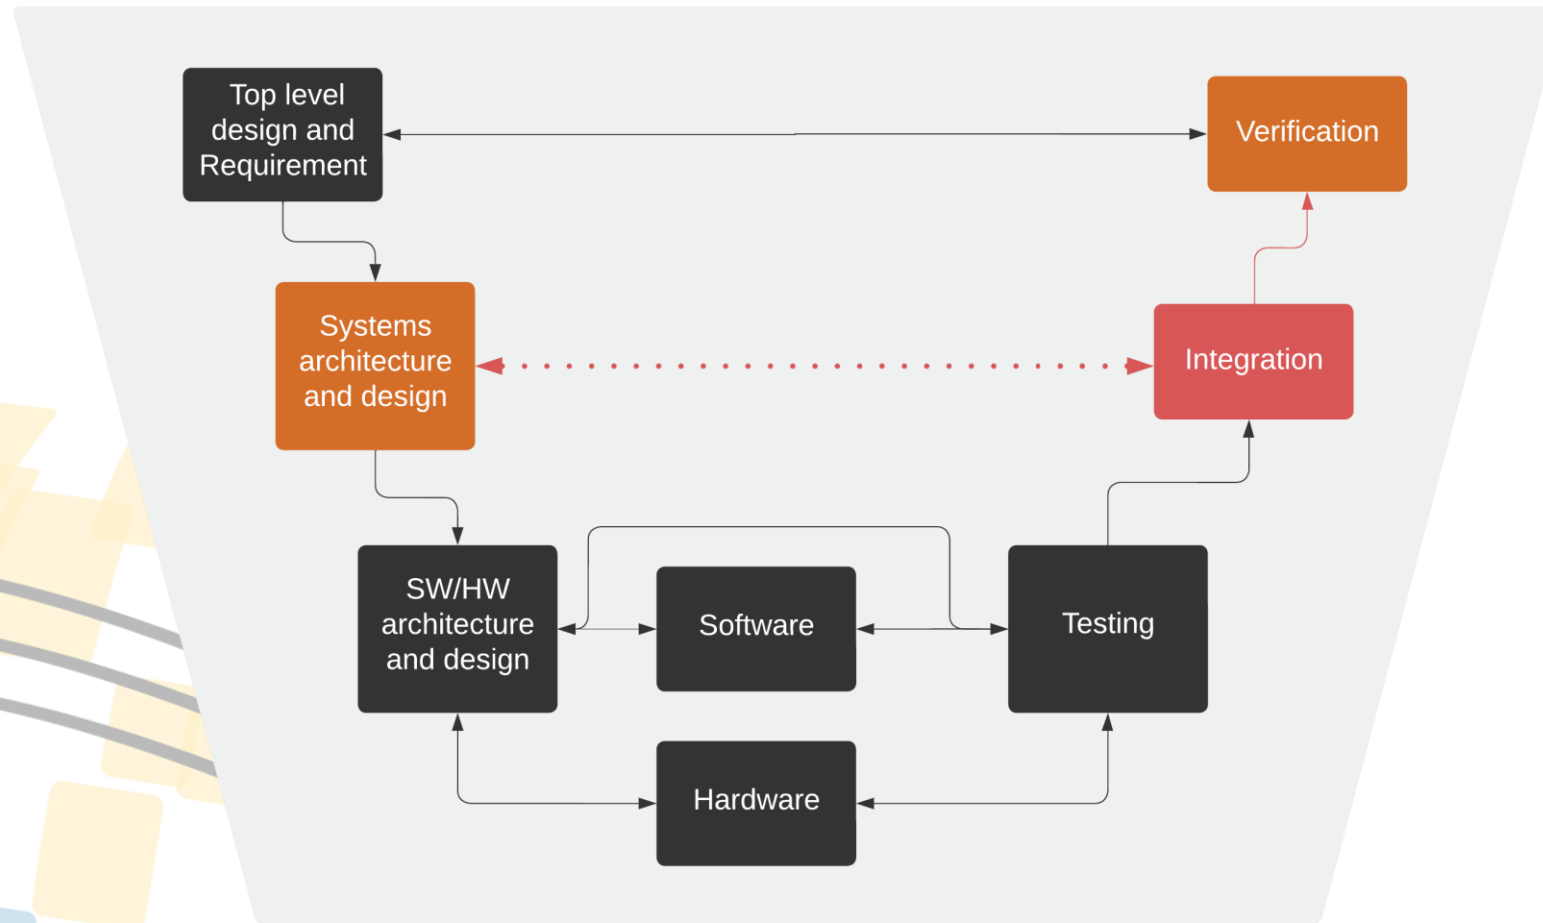 Top level
design and
Requirement
Verification
Systems
architecture
and design
Integration
SW/HW
architecture
and design
Software
Testing
Hardware